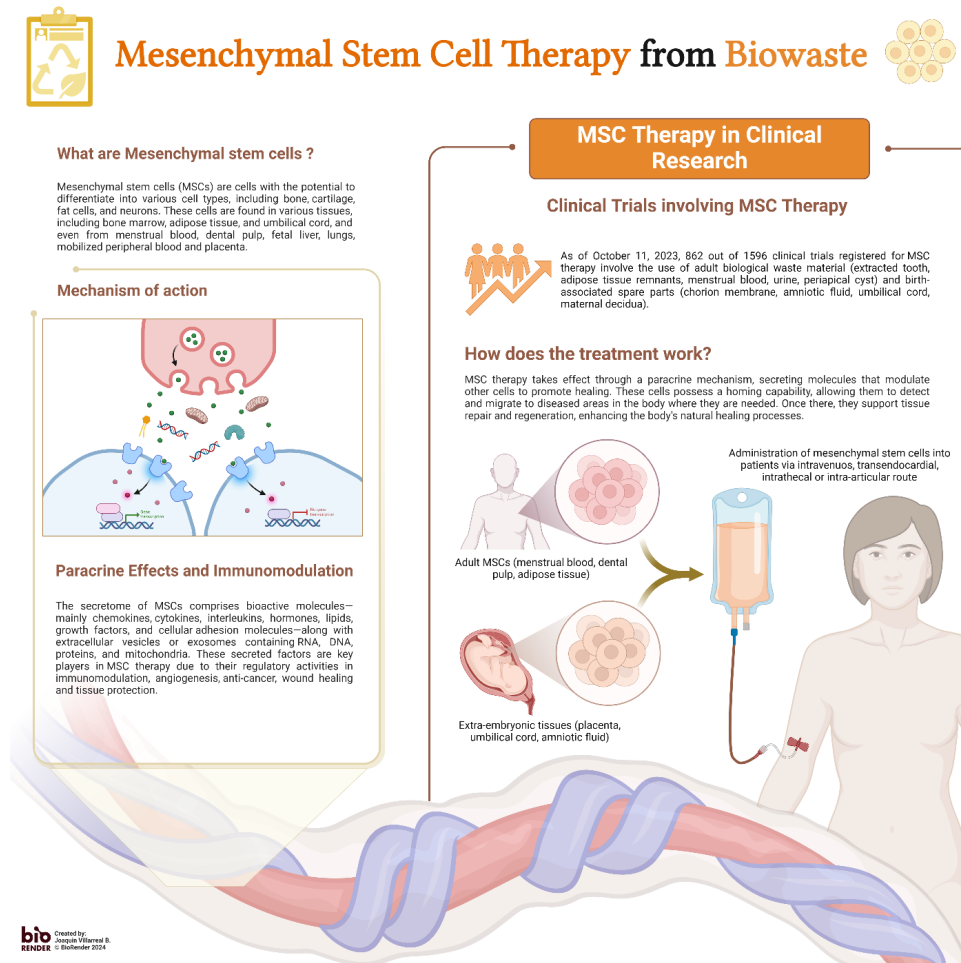 Mesenchymal Stem Cell Therapy from Biowaste
What are Mesenchymal stem cells ?
Mesenchymal stem cells (MSCs) are cells with the potential to
differentiate into various cell types, including bone, cartilage,
fat cells, and neurons. These cells are found in various tissues,
including bone marrow, adipose tissue, and umbilical cord, and
even from menstrual blood, dental pulp, fetal liver, lungs,
mobilized peripheral blood and placenta.
Mechanism of action
Paracrine Effects and Immunomodulation
The secretome of MSCs comprises bioactive molecules—
mainly chemokines, cytokines, interleukins, hormones, lipids,
growth factors, and cellular adhesion molecules—along with
extracellular vesicles or exosomes containing RNA, DNA,
proteins, and mitochondria. These secreted factors are key
players in MSC therapy due to their regulatory activities in
immunomodulation, angiogenesis, anti-cancer, wound healing
and tissue protection.
MSC Therapy in Clinical
Research
Clinical Trials involving MSC Therapy
As of October 11, 2023, 862 out of 1596 clinical trials registered for MSC
therapy involve the use of adult biological waste material (extracted tooth,
adipose tissue remnants, menstrual blood, urine, periapical cyst) and birth-
associated spare parts (chorion membrane, amniotic fluid, umbilical cord,
maternal decidua).
How does the treatment work?
MSC therapy takes effect through a paracrine mechanism, secreting molecules that modulate
other cells to promote healing. These cells possess a homing capability, allowing them to detect
and migrate to diseased areas in the body where they are needed. Once there, they support tissue
repair and regeneration, enhancing the body's natural healing processes.
Adult MSCs (menstrual blood, dental
pulp, adipose tissue)
Extra-embryonic tissues (placenta,
umbilical cord, amniotic fluid)
Administration of mesenchymal stem cells into
patients via intravenuos, transendocardial,
intrathecal or intra-articular route
bio
RENDER
Created by:
Joaquin Villarreal B.
© BioRender 2024